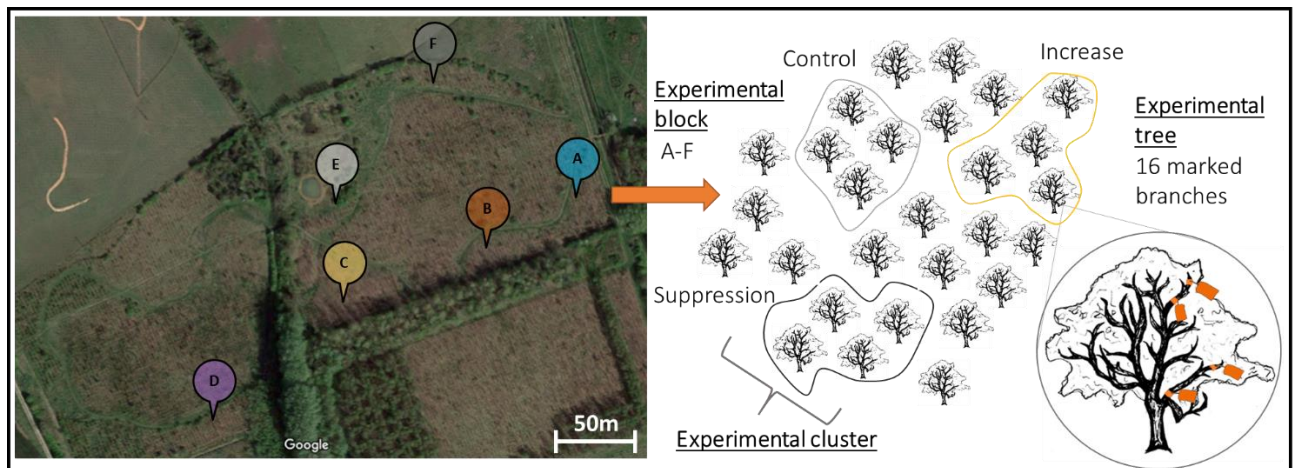 F
E
A
B
C
D
Google
50m
Control
Increase
Experimental
block
A-F
Experimental
tree
16 marked
branches
Suppression
Experimental cluster